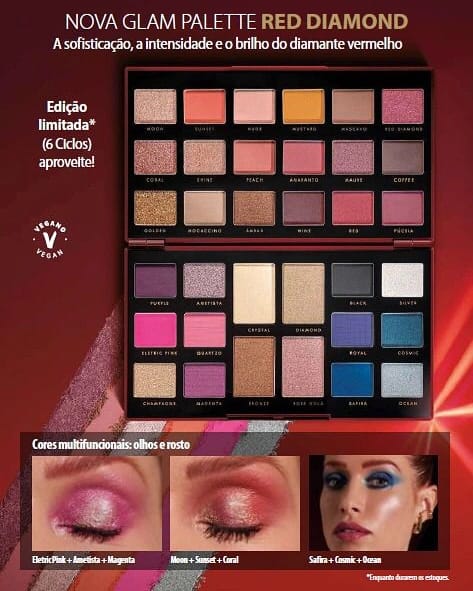 NOVA GLAM PALETTE RED DIAMOND
A sofisticação, a intensidade e o brilho do diamante vermelho
Edição
limitada*
(6 Ciclos)
aproveite!
VEGANO
V
VEGAN
MOON SUNSET NUDE MUSTARD MASCAVO RED DIAMOND
CORAL SHINE PEACH AMARANTO MAUVE COFFEE
GOLDEN MOCACCINO ÂMBAR WINE RED FÚCSIA
PURPLE AMETISTA BLACK SILVER
CRYSTAL DIAMOND
ELETRIC PINK QUARTZO ROYAL COSMIC
CHAMPAGNE MAGENTA BRONZE ROSE GOLD SAFIRA OCEAN
Cores multifuncionais: olhos e rosto
Eletric Pink + Ametista + Magenta
Moon + Sunset + Coral
Safira + Cosmic + Ocean
*Enquanto durarem os estoques.